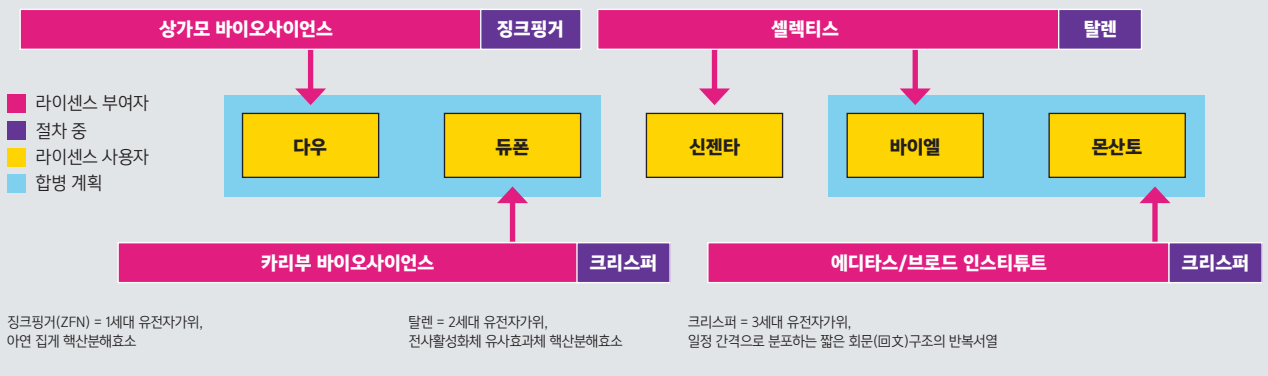 상가모 바이오사이언스 징크핑거
셀렉티스 탈렌
라이센스 부여자
절차 중
라이센스 사용자
합병 계획
다우 듀폰 신젠타 바이엘 몬산토
카리부 바이오사이언스 크리스퍼
에디타스/브로드 인스티튜트 크리스퍼
징크핑거(ZFN) = 1세대 유전자가위,
아연 집게 핵산분해효소
탈렌 = 2세대 유전자가위,
전사활성화체 유사효과체 핵산분해효소
크리스퍼 = 3세대 유전자가위,
일정 간격으로 분포하는 짧은 회문(回文)구조의 반복서열